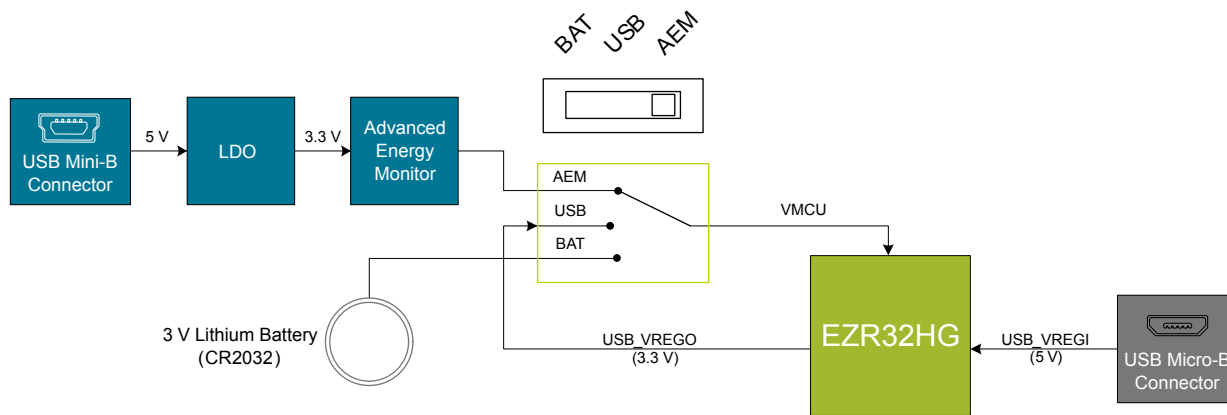 BAT USB AEM
USB Mini-B
Connector
5 V
LDO
3.3 V
Advanced
Energy
Monitor
AEM
USB
BAT
VMCU
3 V Lithium Battery
(CR2032)
USB_VREGO
(3.3 V)
EZR32HG
USB_VREGI
(5 V)
USB Micro-B
Connector